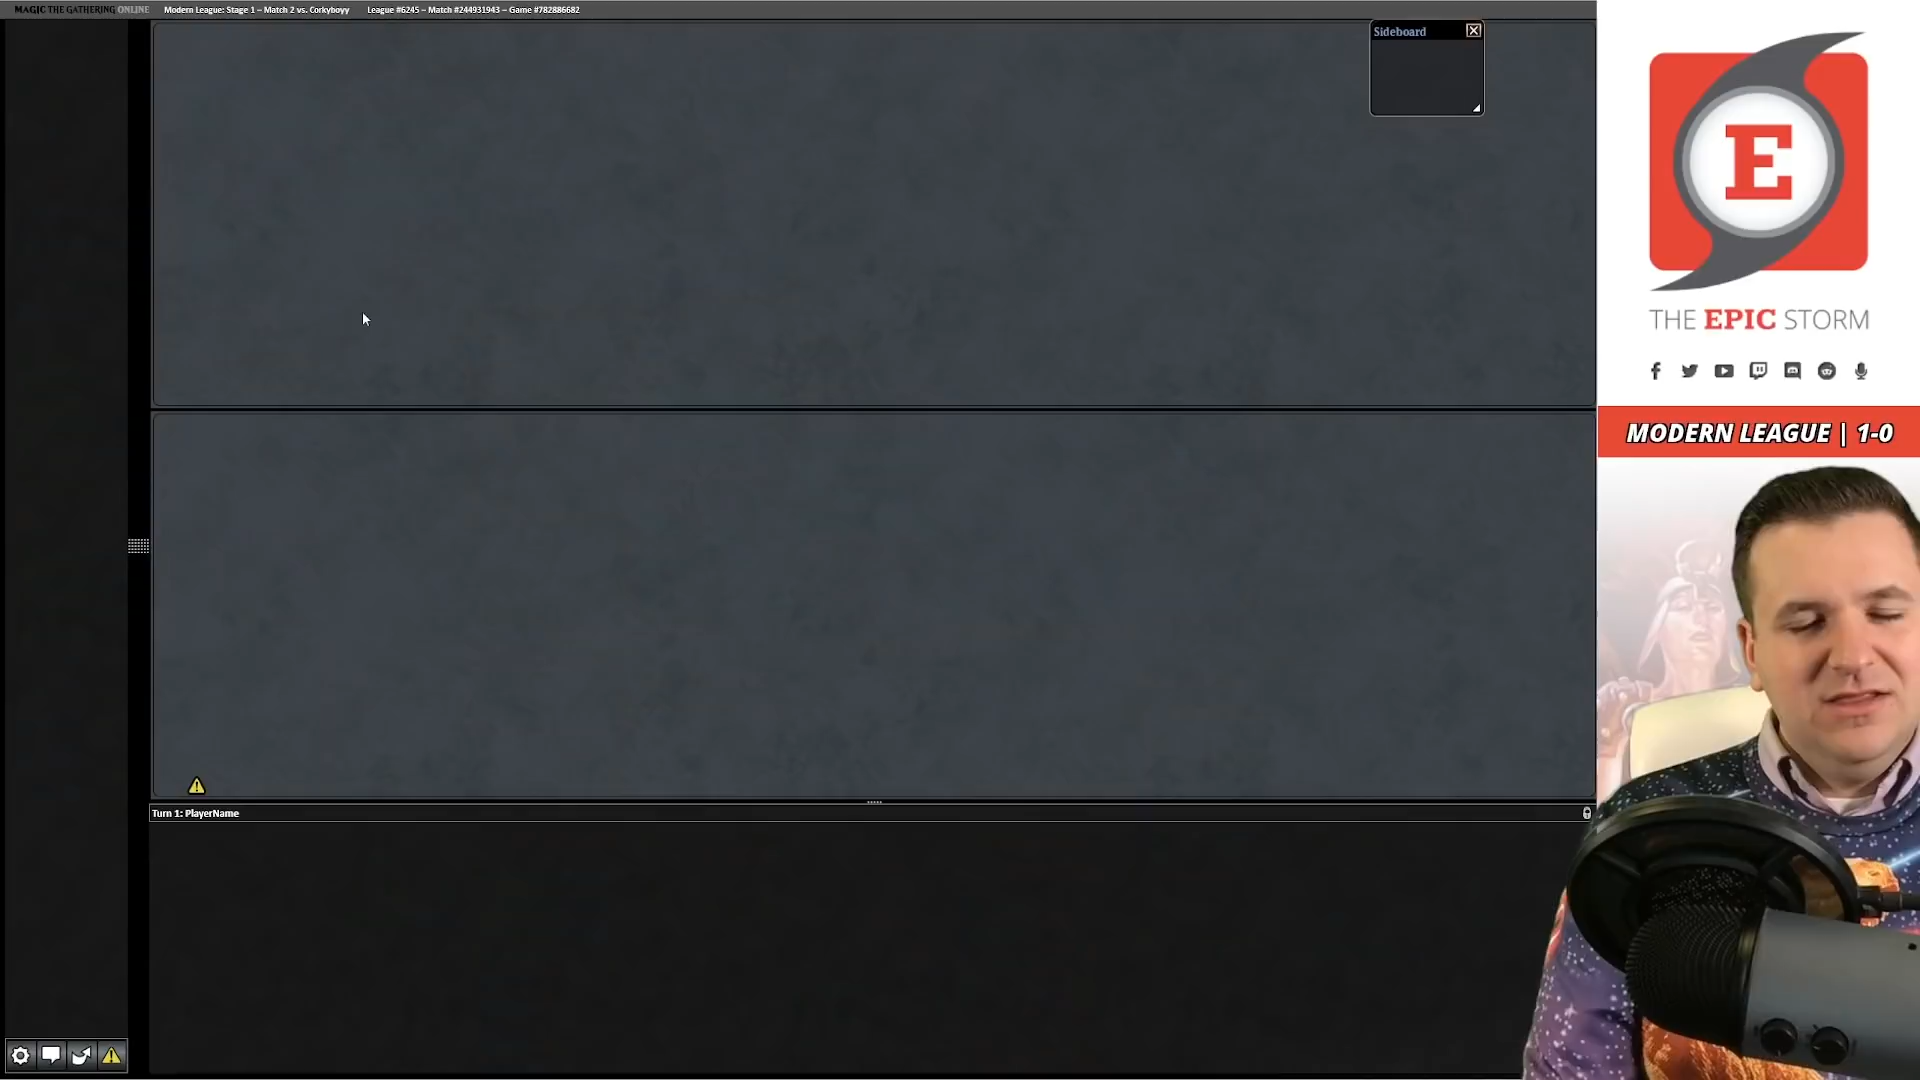 MAGIC THE GATHERING ONLINE
Modern League: Stage 1 – Match 2 vs. Corkyboyy
League #6245 – Match #244931943 – Game #782886682
Sideboard
E
THE EPIC STORM
MODERN LEAGUE | 1-0
Turn 1: PlayerName